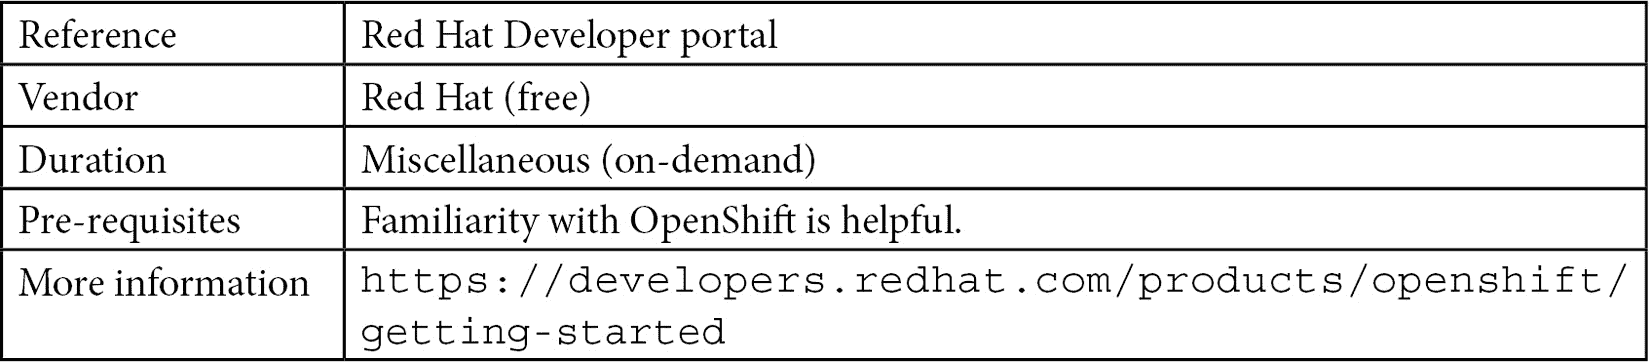 Reference Red Hat Developer portal
Vendor Red Hat (free)
Duration Miscellaneous (on-demand)
Pre-requisites Familiarity with OpenShift is helpful.
More information https://developers.redhat.com/products/openshift/
getting-started